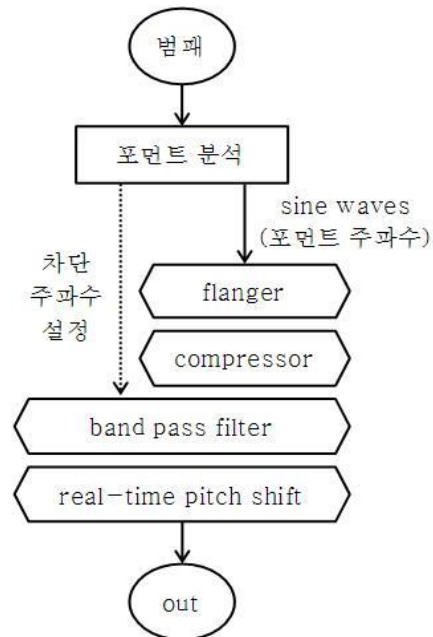 범패
포먼트 분석
sine waves
(포먼트 주파수)
차단
주파수
설정
flanger
compressor
band pass filter
real-time pitch shift
out